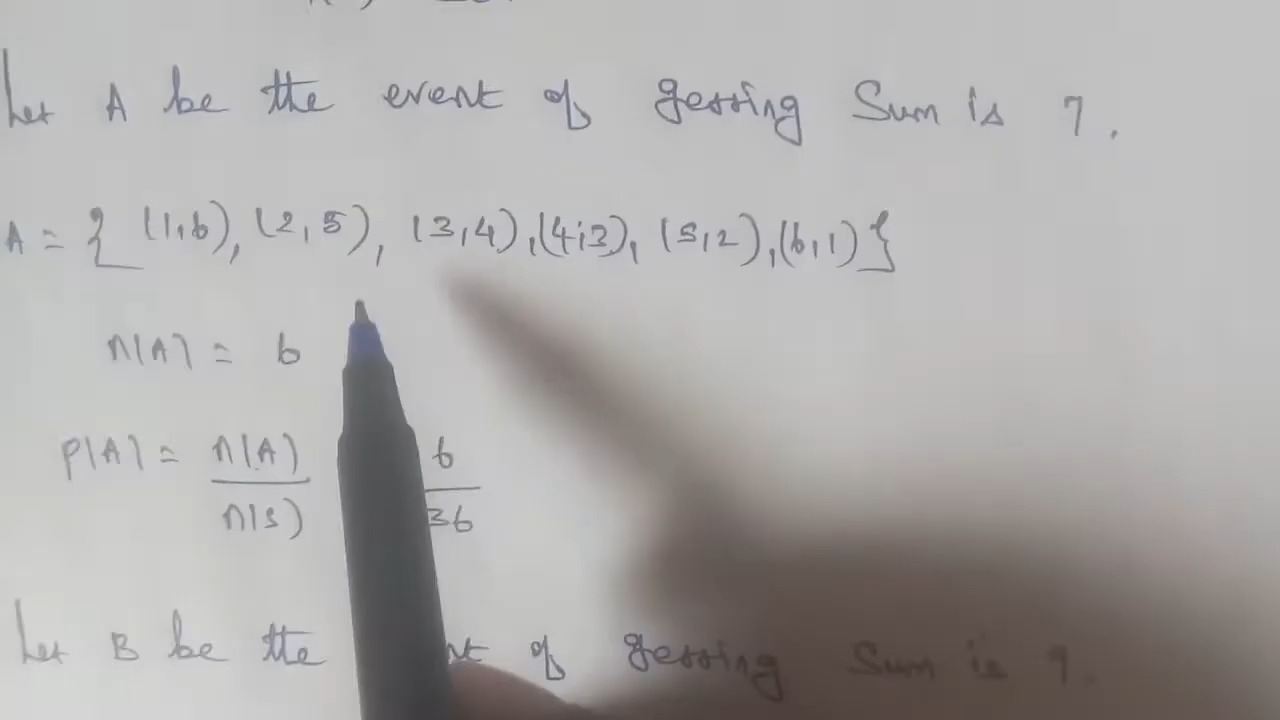 Let A be the event of getting Sum is 7.
A = { (1,6), (2,5), (3,4), (4,3), (5,2), (6,1) }
n(A) = 6
P(A) = n(A) / n(S) 6 / 36
Let B be the of getting Sum is 9.